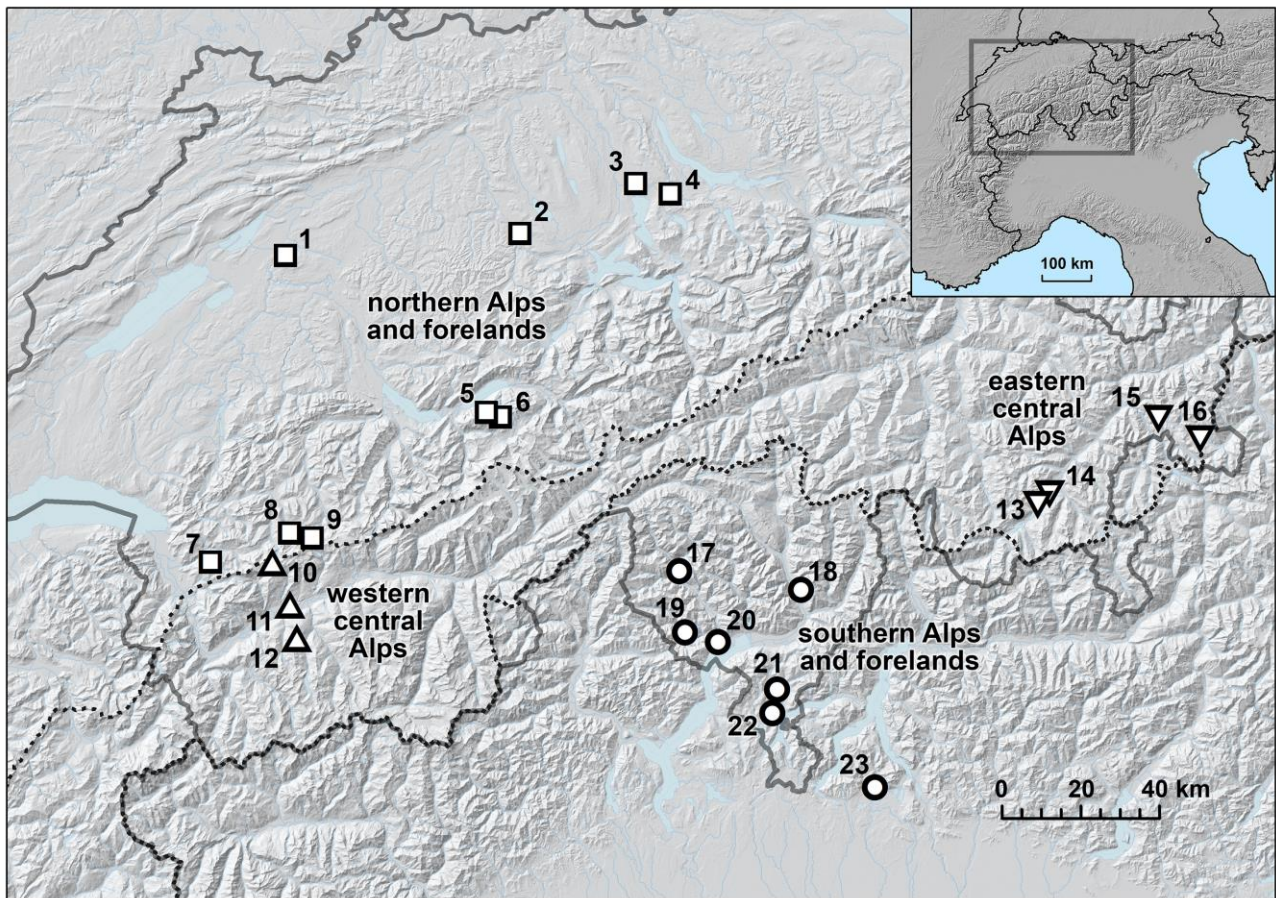 100 km
3
4
2
1
northern Alps
and forelands
eastern
central
Alps
15
16
5
6
14
13
8
9
7
10
17
18
western
central
Alps
11
12
19
20
southern Alps
and forelands
21
22
23
0 20 40 km